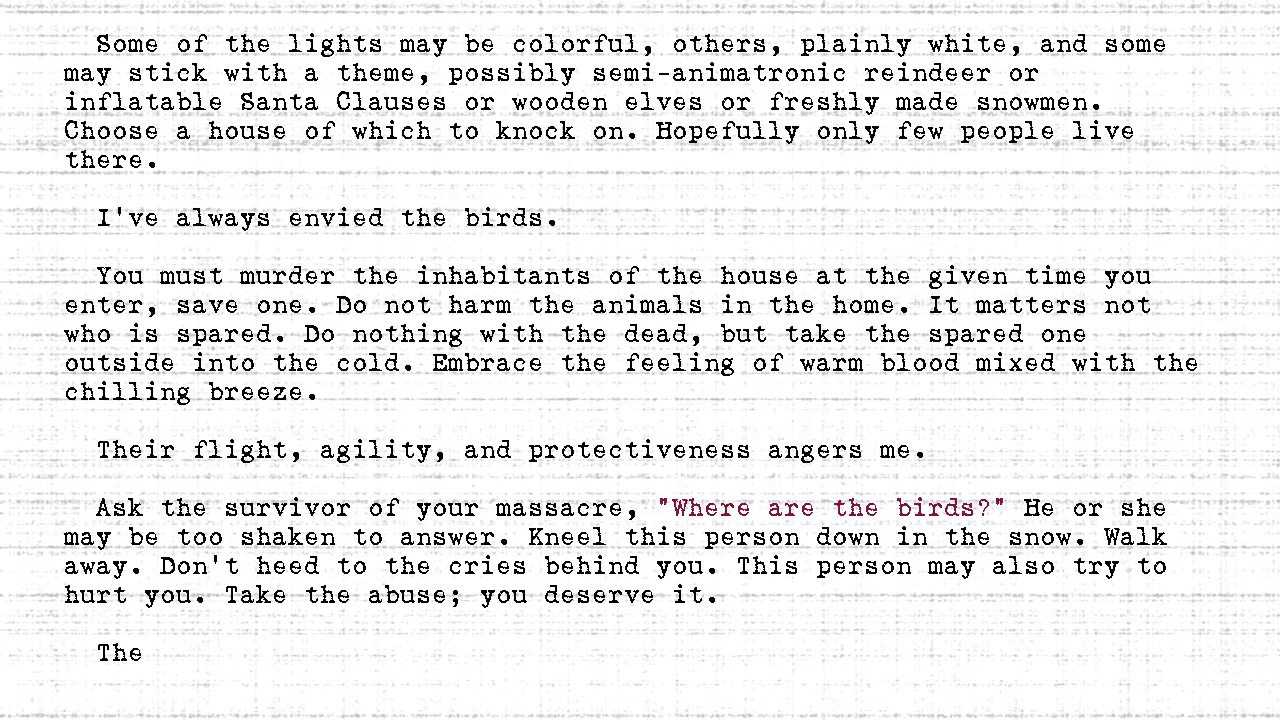 Some of the lights may be colorful, others, plainly white, and some
may stick with a theme, possibly semi-animatronic reindeer or
inflatable Santa Clauses or wooden elves or freshly made snowmen.
Choose a house of which to knock on. Hopefully only few people live
there.
I've always envied the birds.
You must murder the inhabitants of the house at the given time you
enter, save one. Do not harm the animals in the home. It matters not
who is spared. Do nothing with the dead, but take the spared one
outside into the cold. Embrace the feeling of warm blood mixed with the
chilling breeze.
Their flight, agility, and protectiveness angers me.
Ask the survivor of your massacre, "Where are the birds?" He or she
may be too shaken to answer. Kneel this person down in the snow. Walk
away. Don't heed to the cries behind you. This person may also try to
hurt you. Take the abuse; you deserve it.
The